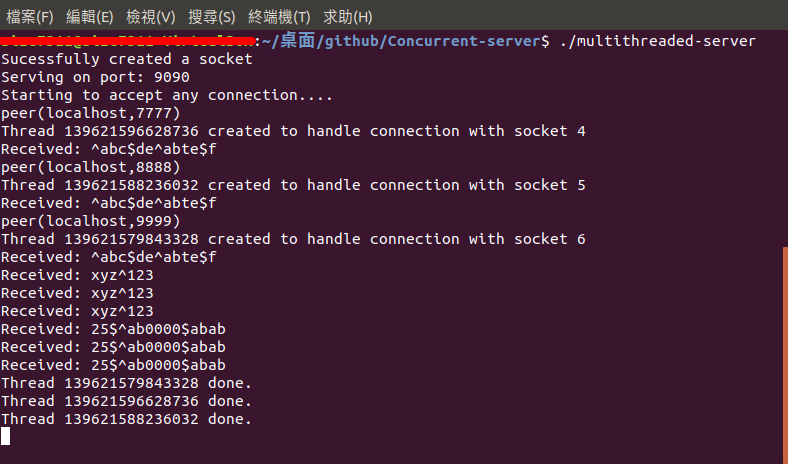 檔案(F) 編輯(E) 檢視(V) 搜尋(S) 終端機(T) 求助(H)
:~/桌面/github/Concurrent-server$ ./multithreaded-server
Sucessfully created a socket
Serving on port: 9090
Starting to accept any connection....
peer(localhost,7777)
Thread 139621596628736 created to handle connection with socket 4
Received: ^abc$de^abte$f
peer(localhost,8888)
Thread 139621588236032 created to handle connection with socket 5
Received: ^abc$de^abte$f
peer(localhost,9999)
Thread 139621579843328 created to handle connection with socket 6
Received: ^abc$de^abte$f
Received: xyz^123
Received: xyz^123
Received: xyz^123
Received: 25$^ab0000$abab
Received: 25$^ab0000$abab
Received: 25$^ab0000$abab
Thread 139621579843328 done.
Thread 139621596628736 done.
Thread 139621588236032 done.